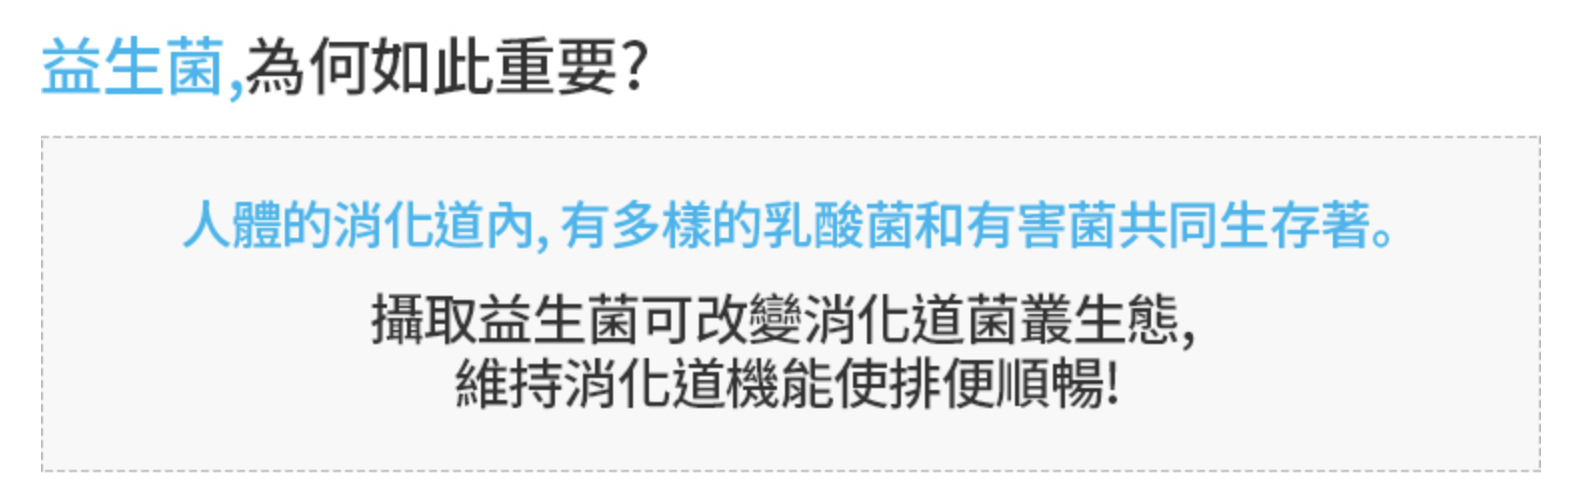 益生菌,為何如此重要?
人體的消化道內, 有多樣的乳酸菌和有害菌共同生存著。
攝取益生菌可改變消化道菌叢生態,
維持消化道機能使排便順暢!